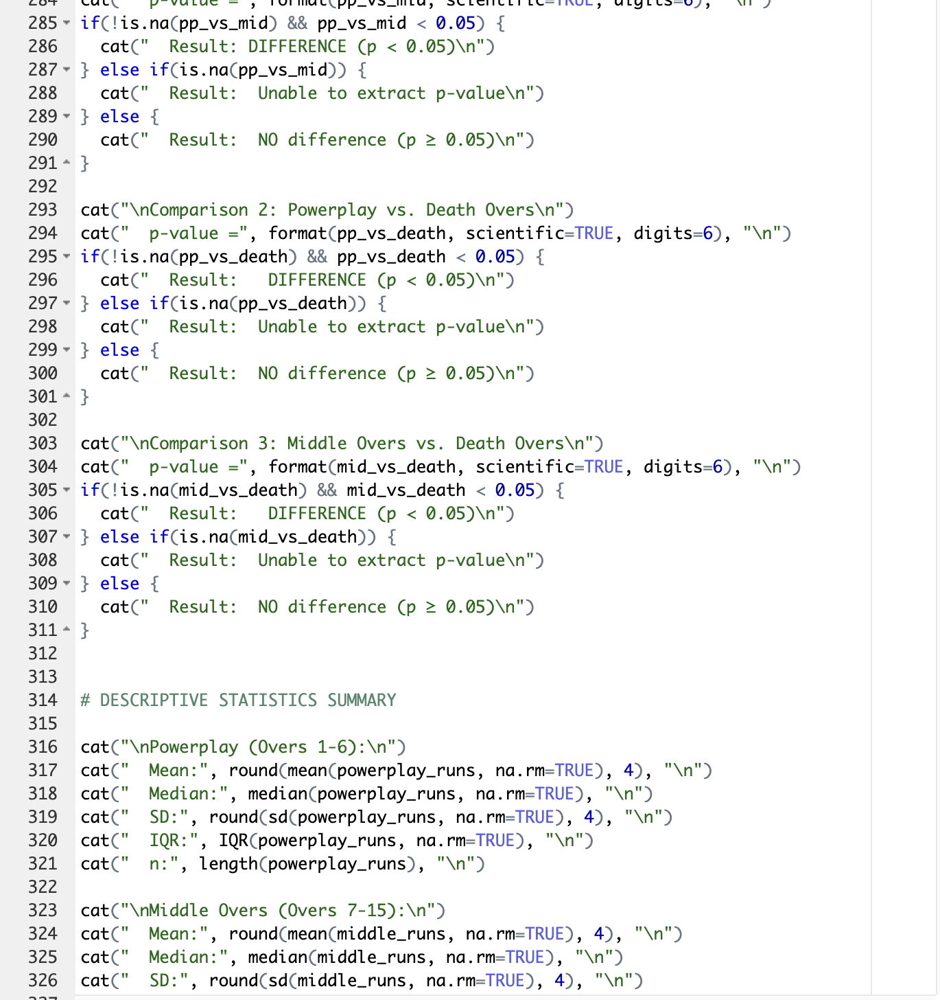 284 cat("  p-value =", format(pp_vs_mid, scientific=TRUE, digits=6), "\n")
285 if(!is.na(pp_vs_mid) && pp_vs_mid < 0.05) {
286   cat("  Result: DIFFERENCE (p < 0.05)\n")
287 } else if(is.na(pp_vs_mid)) {
288   cat("  Result:  Unable to extract p-value\n")
289 } else {
290   cat("  Result:  NO difference (p ≥ 0.05)\n")
291 }
292
293 cat("\nComparison 2: Powerplay vs. Death Overs\n")
294 cat("  p-value =", format(pp_vs_death, scientific=TRUE, digits=6), "\n")
295 if(!is.na(pp_vs_death) && pp_vs_death < 0.05) {
296   cat("  Result:   DIFFERENCE (p < 0.05)\n")
297 } else if(is.na(pp_vs_death)) {
298   cat("  Result:  Unable to extract p-value\n")
299 } else {
300   cat("  Result:  NO difference (p ≥ 0.05)\n")
301 }
302
303 cat("\nComparison 3: Middle Overs vs. Death Overs\n")
304 cat("  p-value =", format(mid_vs_death, scientific=TRUE, digits=6), "\n")
305 if(!is.na(mid_vs_death) && mid_vs_death < 0.05) {
306   cat("  Result:   DIFFERENCE (p < 0.05)\n")
307 } else if(is.na(mid_vs_death)) {
308   cat("  Result:  Unable to extract p-value\n")
309 } else {
310   cat("  Result:  NO difference (p ≥ 0.05)\n")
311 }
312
313
314 # DESCRIPTIVE STATISTICS SUMMARY
315
316 cat("\nPowerplay (Overs 1-6):\n")
317 cat("  Mean:", round(mean(powerplay_runs, na.rm=TRUE), 4), "\n")
318 cat("  Median:", median(powerplay_runs, na.rm=TRUE), "\n")
319 cat("  SD:", round(sd(powerplay_runs, na.rm=TRUE), 4), "\n")
320 cat("  IQR:", IQR(powerplay_runs, na.rm=TRUE), "\n")
321 cat("  n:", length(powerplay_runs), "\n")
322
323 cat("\nMiddle Overs (Overs 7-15):\n")
324 cat("  Mean:", round(mean(middle_runs, na.rm=TRUE), 4), "\n")
325 cat("  Median:", median(middle_runs, na.rm=TRUE), "\n")
326 cat("  SD:", round(sd(middle_runs, na.rm=TRUE), 4), "\n")